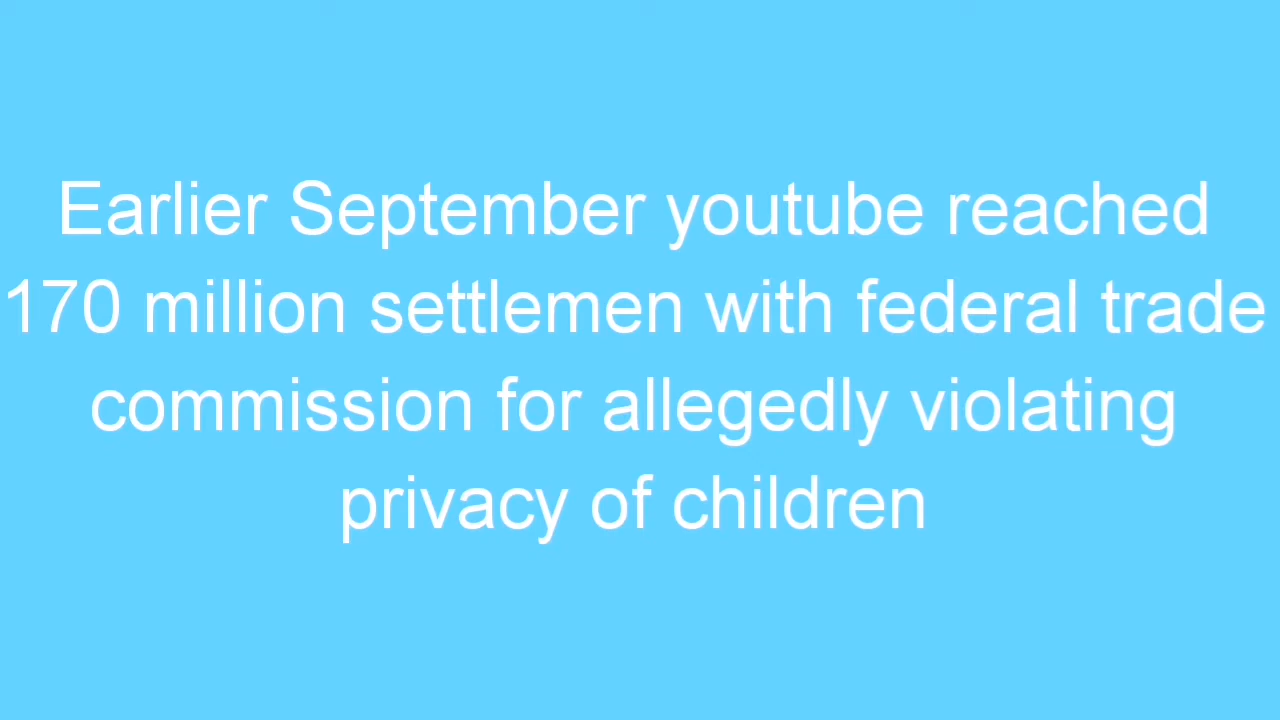 Earlier September youtube reached
170 million settlemen with federal trade
commission for allegedly violating
privacy of children